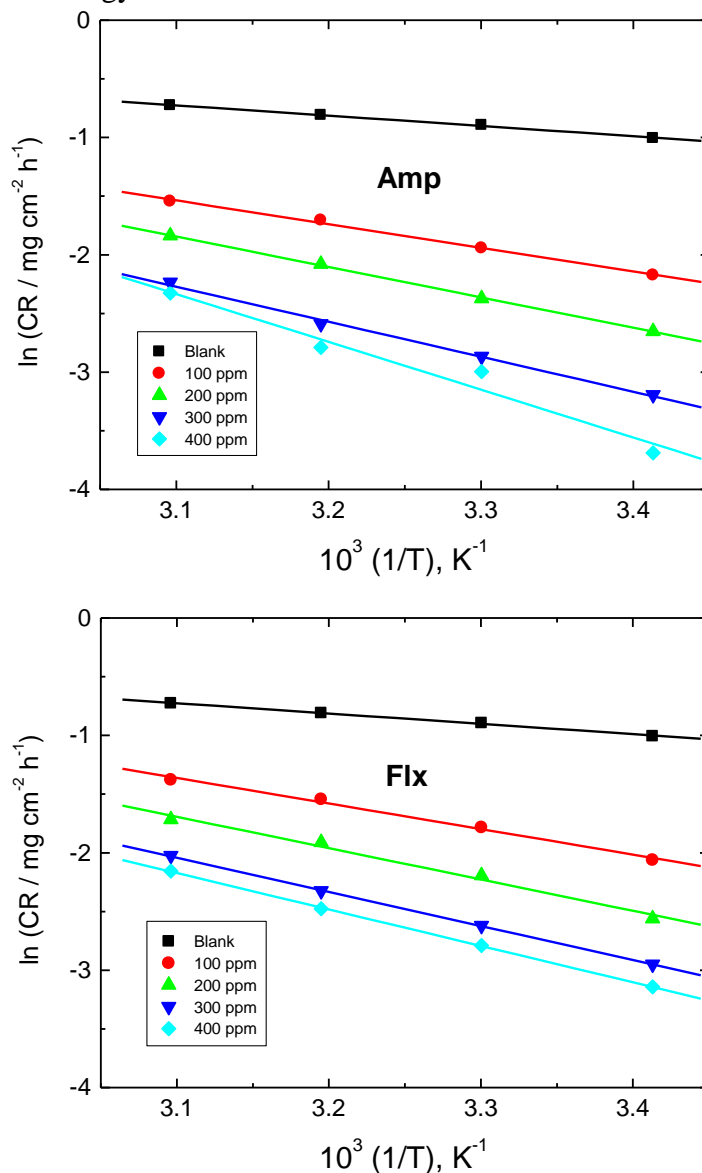 0
-1
-2
-3
-4
ln (CR / mg cm-2 h-1)
Amp
Blank
100 ppm
200 ppm
300 ppm
400 ppm
3.1 3.2 3.3 3.4
10³ (1/T), K⁻¹
0
-1
-2
-3
-4
ln (CR / mg cm-2 h-1)
Flx
Blank
100 ppm
200 ppm
300 ppm
400 ppm
3.1 3.2 3.3 3.4
10³ (1/T), K⁻¹